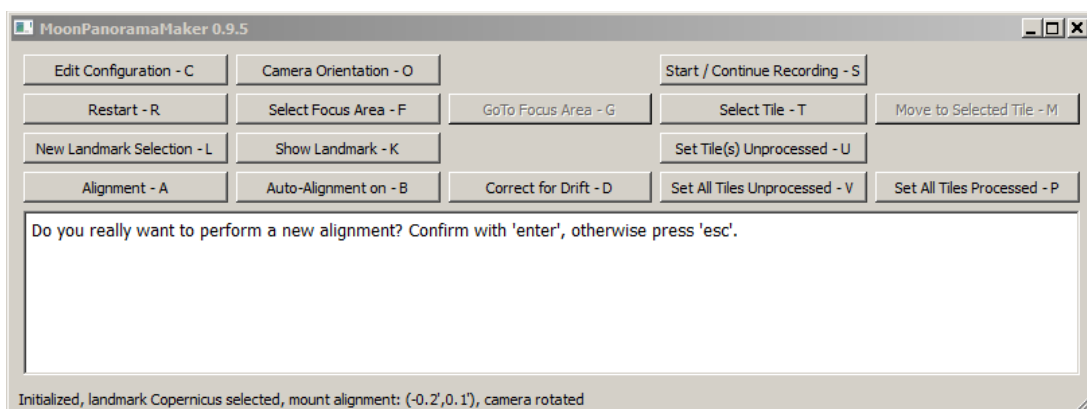 MoonPanoramaMaker 0.9.5
Edit Configuration - C
Camera Orientation - O
Start / Continue Recording - S
Restart - R
Select Focus Area - F
GoTo Focus Area - G
Select Tile - T
Move to Selected Tile - M
New Landmark Selection - L
Show Landmark - K
Set Tile(s) Unprocessed - U
Alignment - A
Auto-Alignment on - B
Correct for Drift - D
Set All Tiles Unprocessed - V
Set All Tiles Processed - P
Do you really want to perform a new alignment? Confirm with 'enter', otherwise press 'esc'.
Initialized, landmark Copernicus selected, mount alignment: (-0.2',0.1'), camera rotated